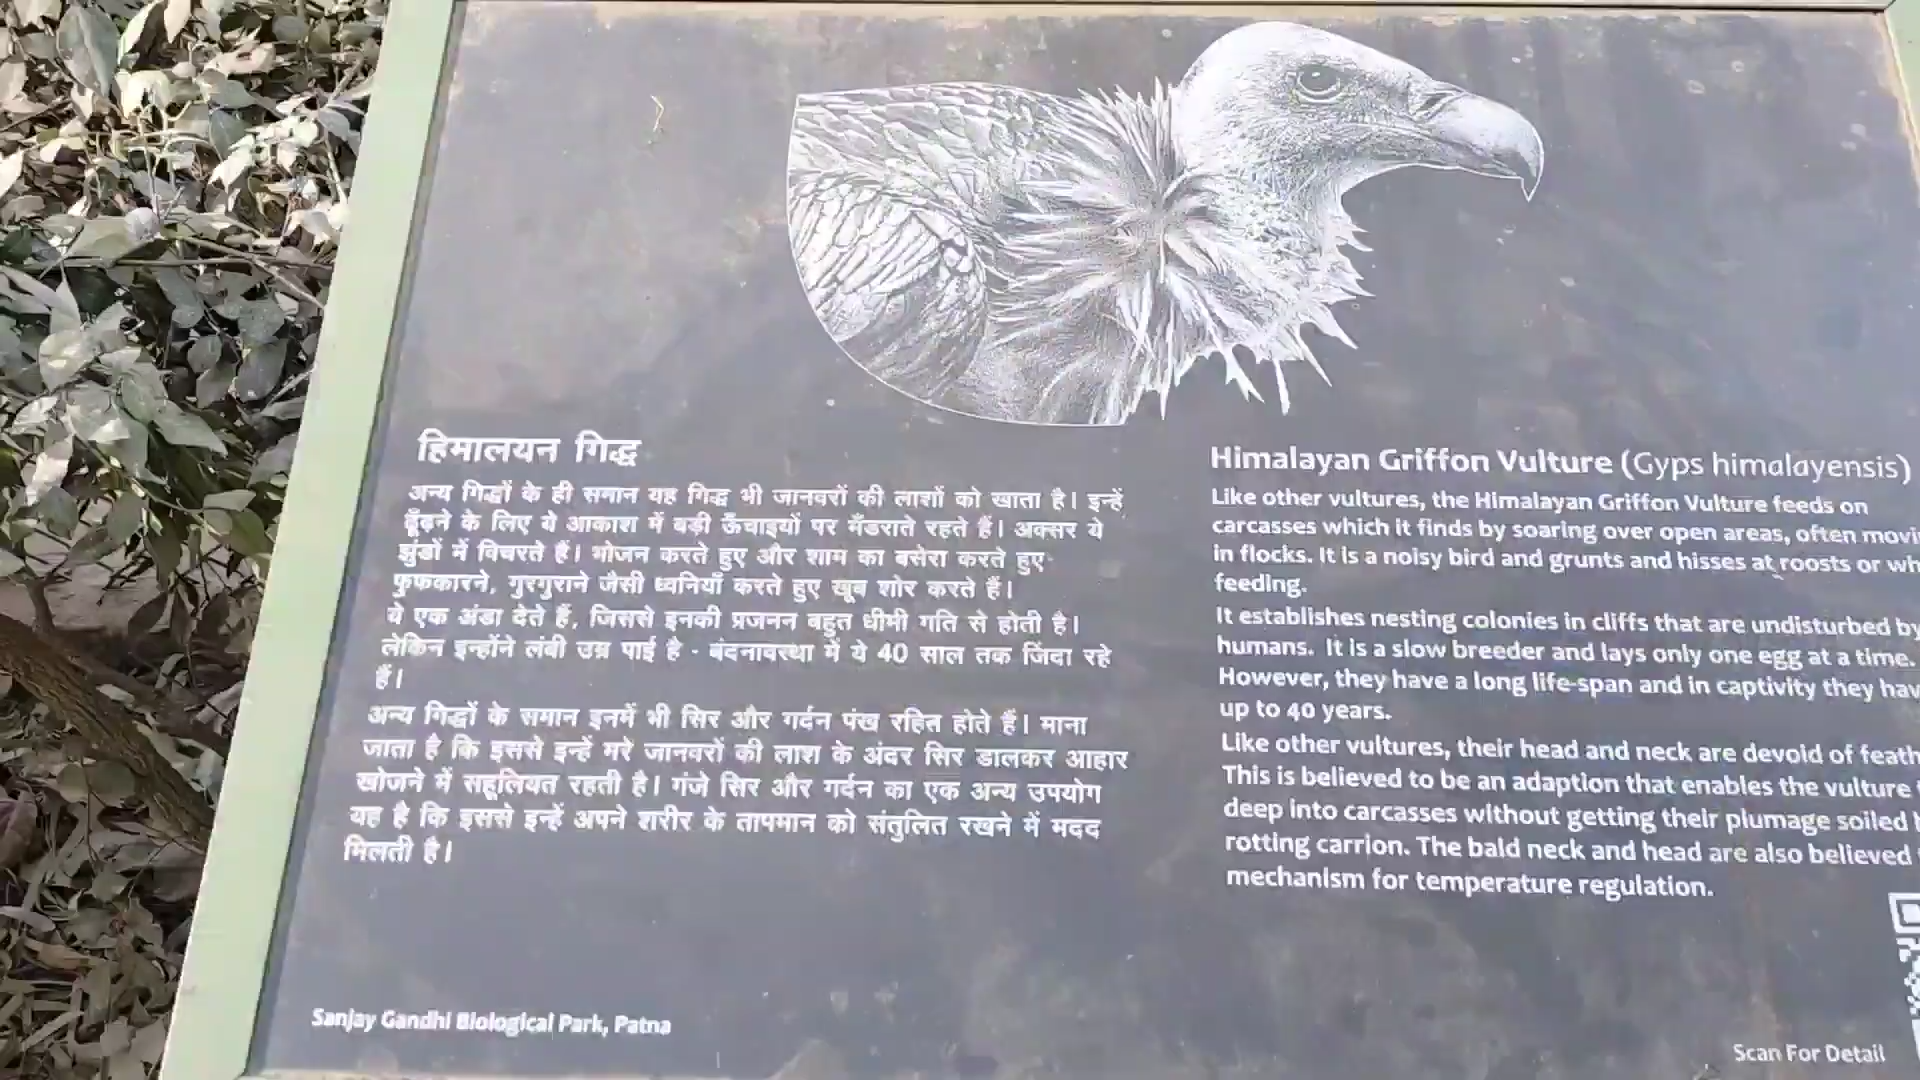 हिमालयन गिद्ध
अन्य गिद्धों के ही समान यह गिद्ध भी जानवरों की लाशों को खाता है। इन्हें
ढूँढ़ने के लिए ये आकाश में बड़ी ऊँचाइयों पर मँडराते रहते हैं। अक्सर ये
झुंडों में विचरते हैं। भोजन करते हुए और शाम का बसेरा करते हुए
फुफकारने, गुरगुराने जैसी ध्वनियाँ करते हुए खूब शोर करते हैं।
ये एक अंडा देते हैं, जिससे इनकी प्रजनन बहुत धीमी गति से होती है।
लेकिन इन्होंने लंबी उम्र पाई है - बंदनावस्था में ये 40 साल तक जिंदा रहे
हैं।
अन्य गिद्धों के समान इनमें भी सिर और गर्दन पंख रहित होते हैं। माना
जाता है कि इससे इन्हें मरे जानवरों की लाश के अंदर सिर डालकर आहार
खोजने में सहूलियत रहती है। गंजे सिर और गर्दन का एक अन्य उपयोग
यह है कि इससे इन्हें अपने शरीर के तापमान को संतुलित रखने में मदद
मिलती है।
Himalayan Griffon Vulture (Gyps himalayensis)
Like other vultures, the Himalayan Griffon Vulture feeds on
carcasses which it finds by soaring over open areas, often
in flocks. It is a noisy bird and grunts and hisses at roosts or
feeding.
It establishes nesting colonies in cliffs that are undisturbed by
humans. It is a slow breeder and lays only one egg at a time.
However, they have a long life-span and in captivity they
up to 40 years.
Like other vultures, their head and neck are devoid of
This is believed to be an adaption that enables the vulture
deep into carcasses without getting their plumage soiled
rotting carrion. The bald neck and head are also believed
mechanism for temperature regulation.
Sanjay Gandhi Biological Park, Patna
Scan For Detail